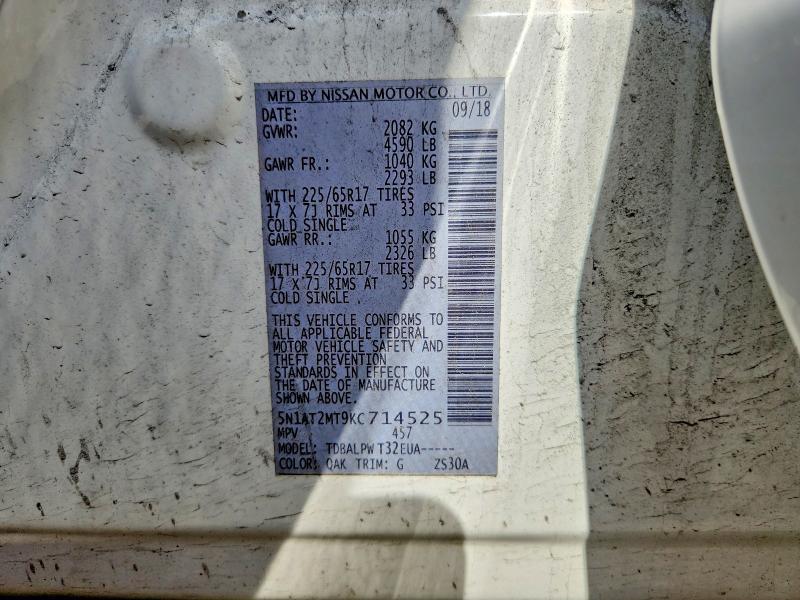 MFD BY NISSAN MOTOR CO., LTD.
DATE: 09/18
GVWR: 2082 KG
4590 LB
GAWR FR.: 1040 KG
2293 LB
WITH 225/65R17 TIRES
17 X 7J RIMS AT 33 PSI
COLD SINGLE
GAWR RR.: 1055 KG
2326 LB
WITH 225/65R17 TIRES
17 X 7J RIMS AT 33 PSI
COLD SINGLE .
THIS VEHICLE CONFORMS TO
ALL APPLICABLE FEDERAL
MOTOR VEHICLE SAFETY AND
THEFT PREVENTION
STANDARDS IN EFFECT ON
THE DATE OF MANUFACTURE
SHOWN ABOVE.
5N1AT2MT9KC714525
MPV 457
MODEL: TDBALPW T32EUA-----
COLOR: QAK TRIM: G ZS30A